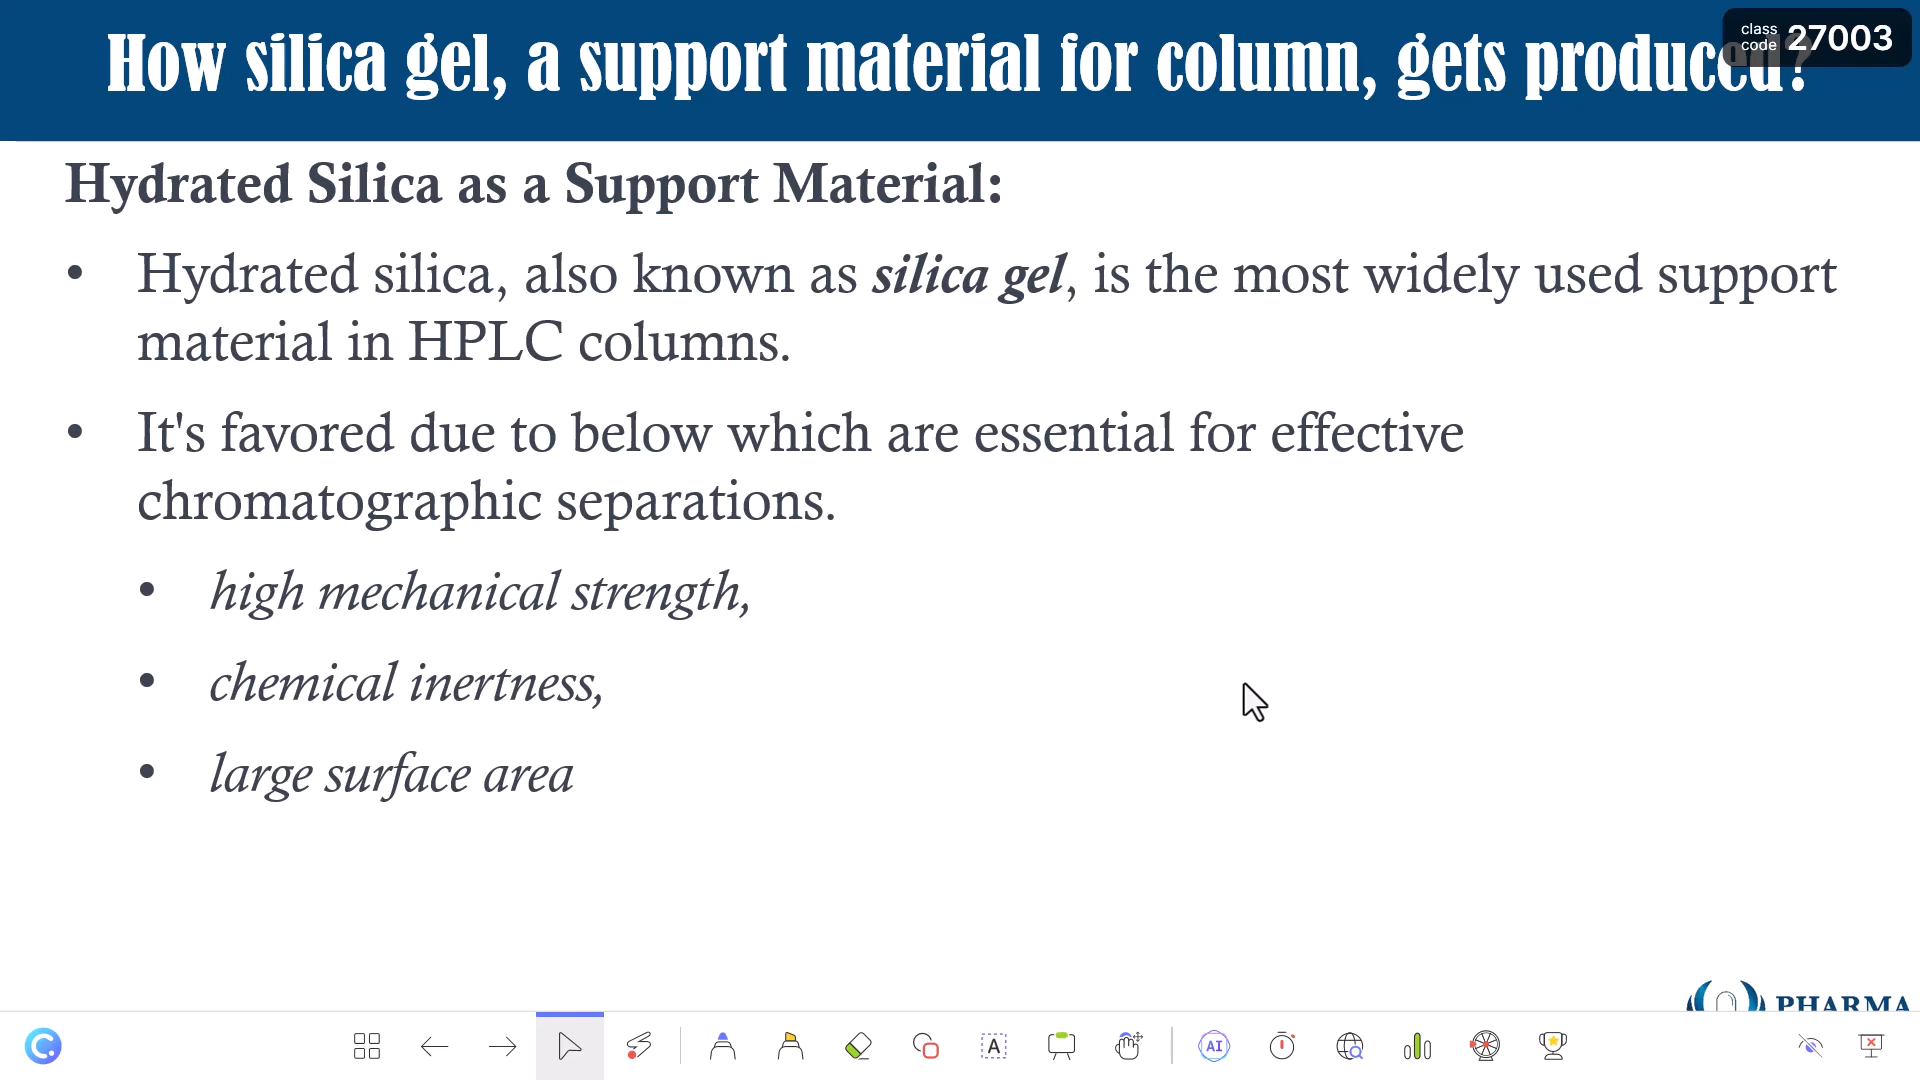 How silica gel, a support material for column, gets produced?
class
code 27003
Hydrated Silica as a Support Material:
• Hydrated silica, also known as silica gel, is the most widely used support
material in HPLC columns.
• It's favored due to below which are essential for effective
chromatographic separations.
• high mechanical strength,
• chemical inertness,
• large surface area
PHARMA
A
AI